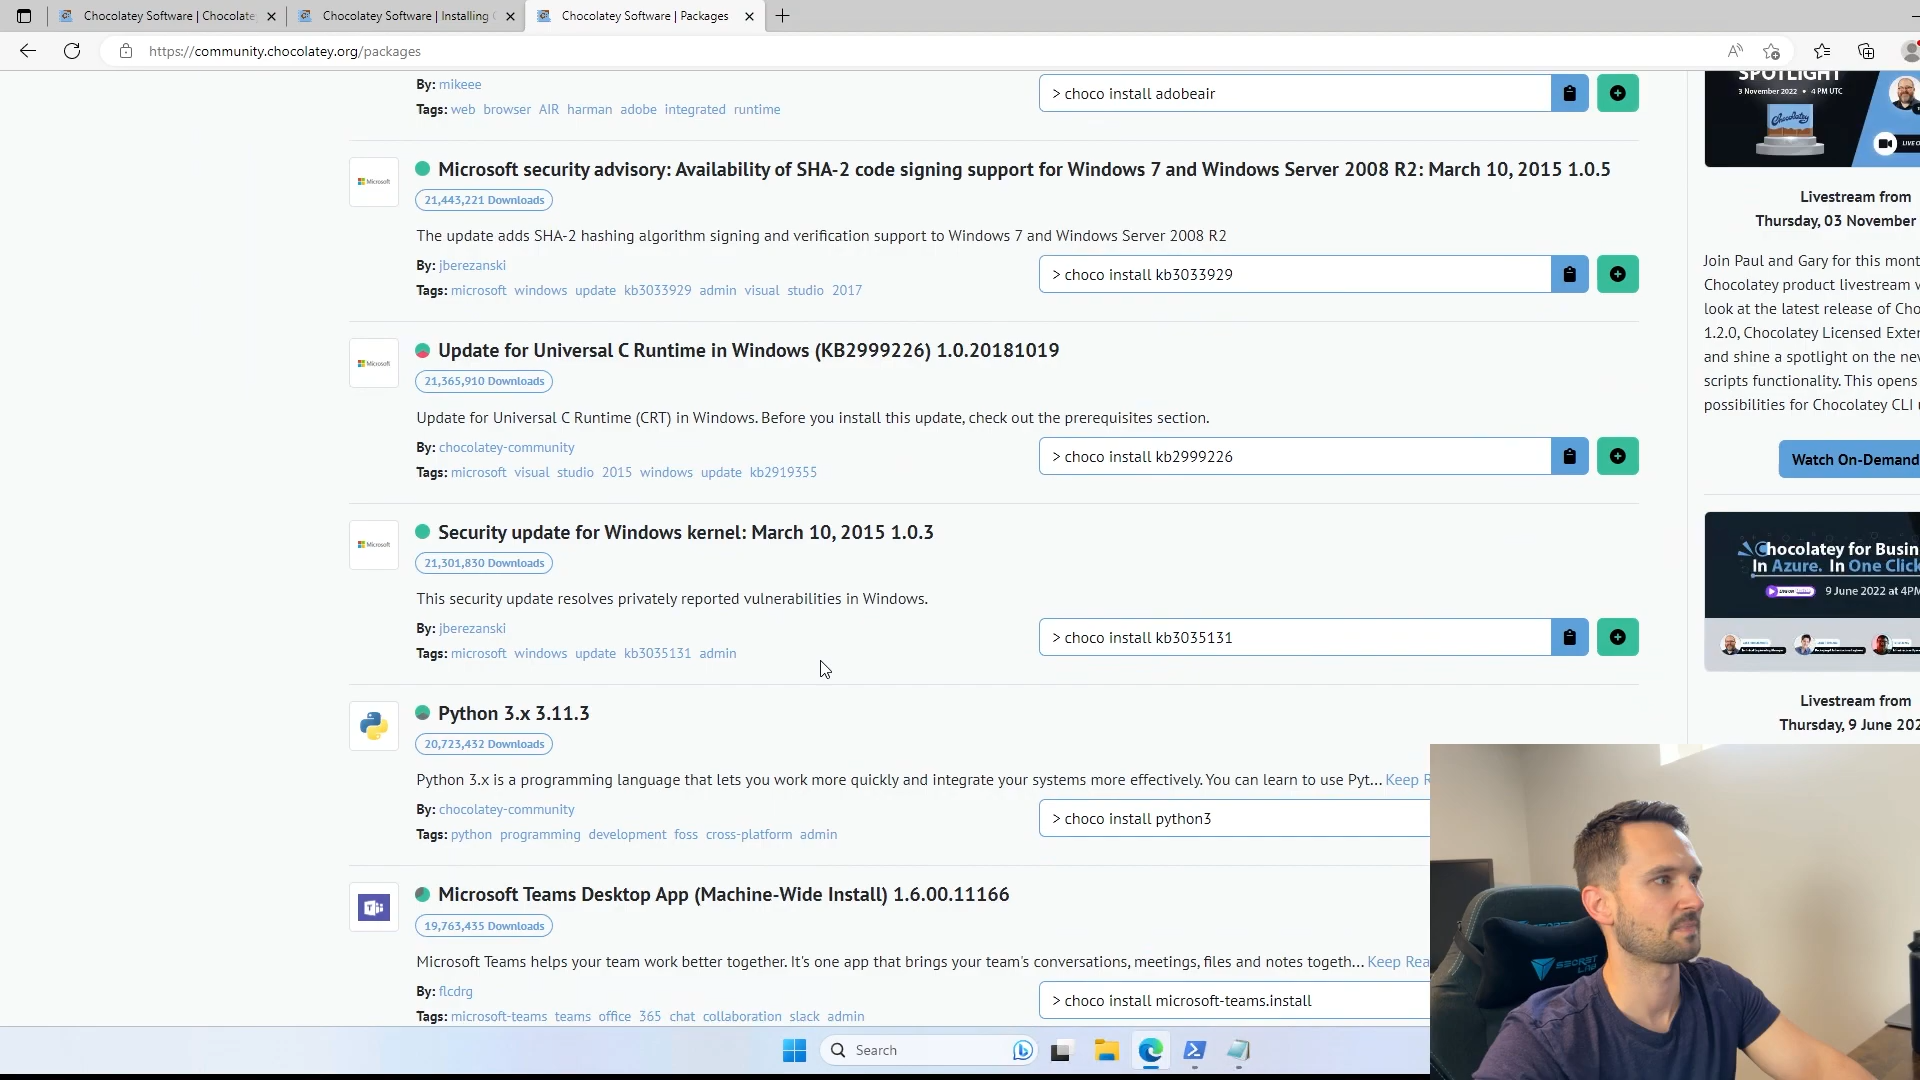 Chocolatey Software | Chocolate
Chocolatey Software | Installing
Chocolatey Software | Packages
https://community.chocolatey.org/packages
By: mikeee
Tags: web browser AIR harman adobe integrated runtime
> choco install adobeair
Microsoft
Microsoft security advisory: Availability of SHA-2 code signing support for Windows 7 and Windows Server 2008 R2: March 10, 2015 1.0.5
21,443,221 Downloads
The update adds SHA-2 hashing algorithm signing and verification support to Windows 7 and Windows Server 2008 R2
By: jberezanski
Tags: microsoft windows update kb3033929 admin visual studio 2017
> choco install kb3033929
Microsoft
Update for Universal C Runtime in Windows (KB2999226) 1.0.20181019
21,365,910 Downloads
Update for Universal C Runtime (CRT) in Windows. Before you install this update, check out the prerequisites section.
By: chocolatey-community
Tags: microsoft visual studio 2015 windows update kb2919355
> choco install kb2999226
Microsoft
Security update for Windows kernel: March 10, 2015 1.0.3
21,301,830 Downloads
This security update resolves privately reported vulnerabilities in Windows.
By: jberezanski
Tags: microsoft windows update kb3035131 admin
> choco install kb3035131
Python 3.x 3.11.3
20,723,432 Downloads
Python 3.x is a programming language that lets you work more quickly and integrate your systems more effectively. You can learn to use Pyt... Keep R
By: chocolatey-community
Tags: python programming development foss cross-platform admin
> choco install python3
Microsoft Teams Desktop App (Machine-Wide Install) 1.6.00.11166
19,763,435 Downloads
Microsoft Teams helps your team work better together. It's one app that brings your team's conversations, meetings, files and notes togeth... Keep Rea
By: flcdrg
Tags: microsoft-teams teams office 365 chat collaboration slack admin
> choco install microsoft-teams.install
SPOTLIGHT
3 November 2022 • 4 PM UTC
Chocolatey
LIVE
Livestream from
Thursday, 03 November
Join Paul and Gary for this mont
Chocolatey product livestream
look at the latest release of Cho
1.2.0, Chocolatey Licensed Exter
and shine a spotlight on the ne
scripts functionality. This opens
possibilities for Chocolatey CLI
Watch On-Demand
Chocolatey for Busin
In Azure. In One Click
9 June 2022 at 4PM
Livestream from
Thursday, 9 June 202
SECRETLAB
Search